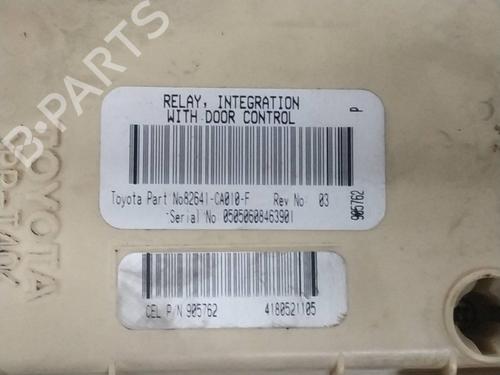 RELAY, INTEGRATION
WITH DOOR CONTROL
P
Toyota Part No82641-CA010-F Rev No 03
Serial No 05050608463901
905762
CEL P/N 905762 4180521105
TOYOTA
B-PARTS